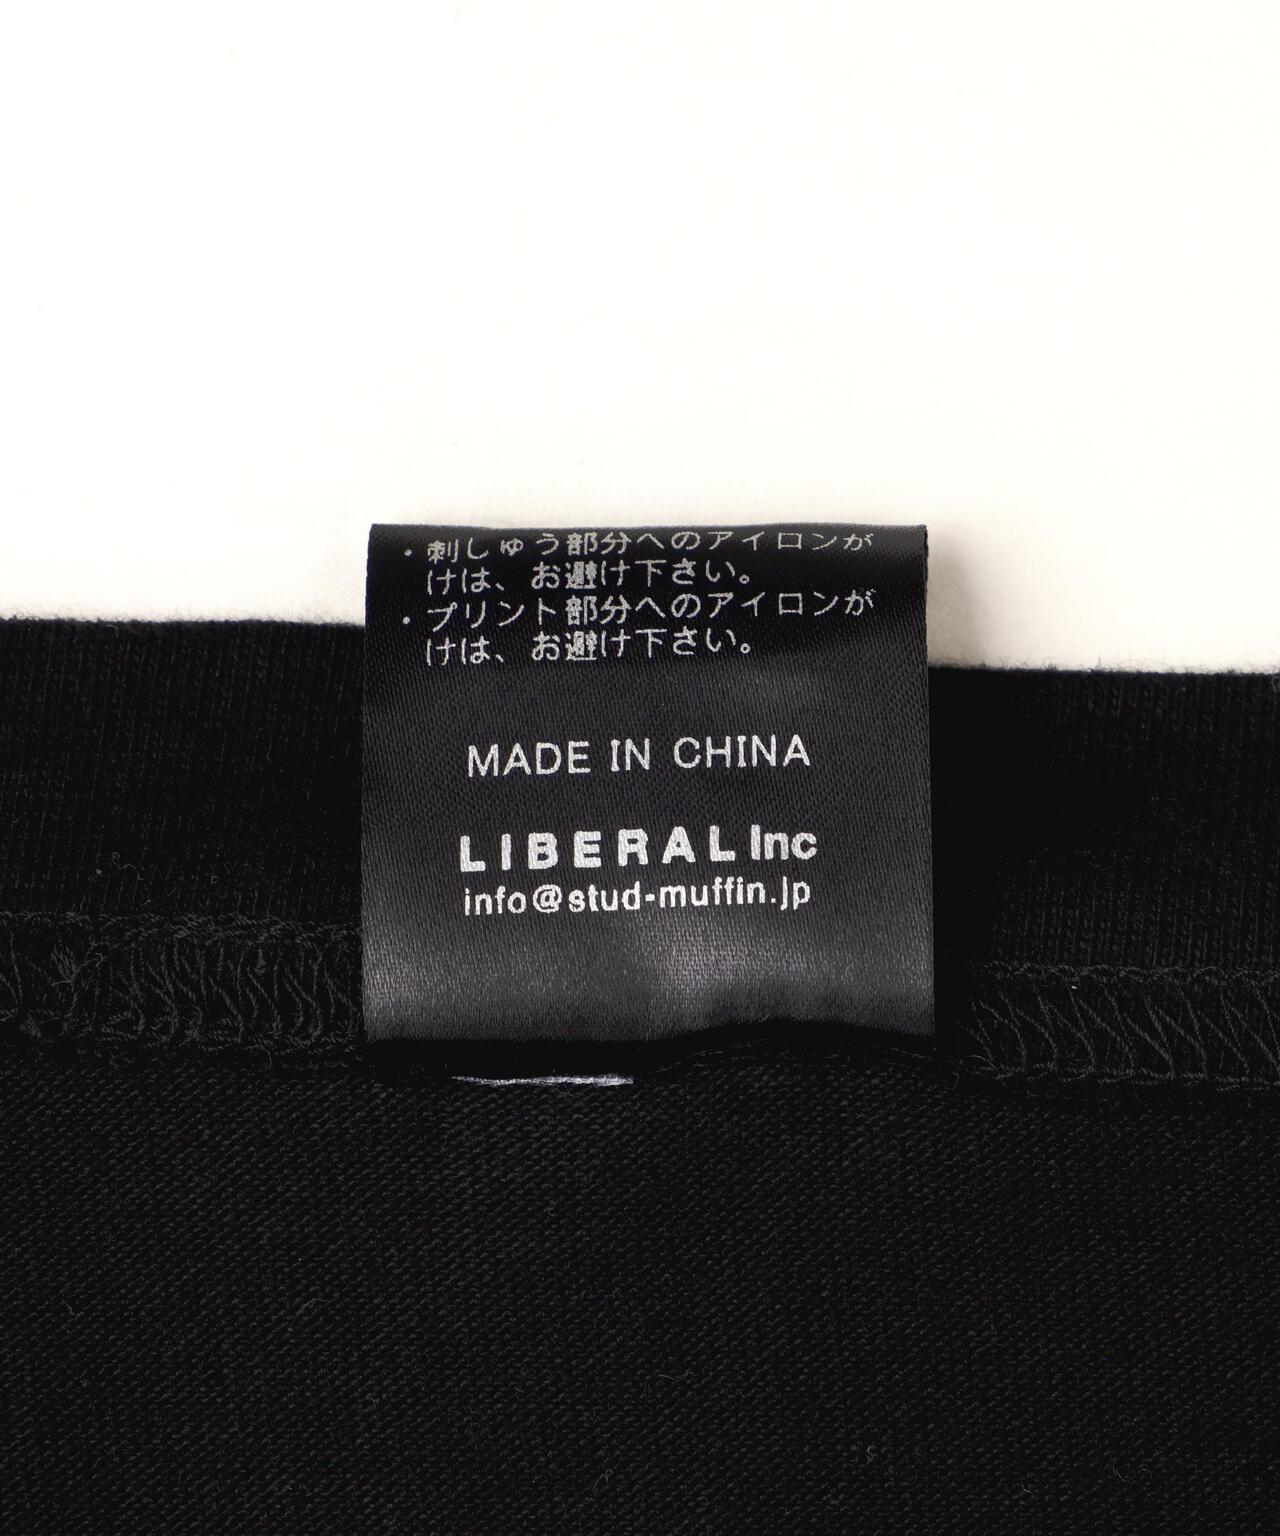 ・刺しゅう部分へのアイロンが
けは、お避け下さい。
・プリント部分へのアイロンが
けは、お避け下さい。
MADE IN CHINA
LIBERAL Inc
info@stud-muffin.jp